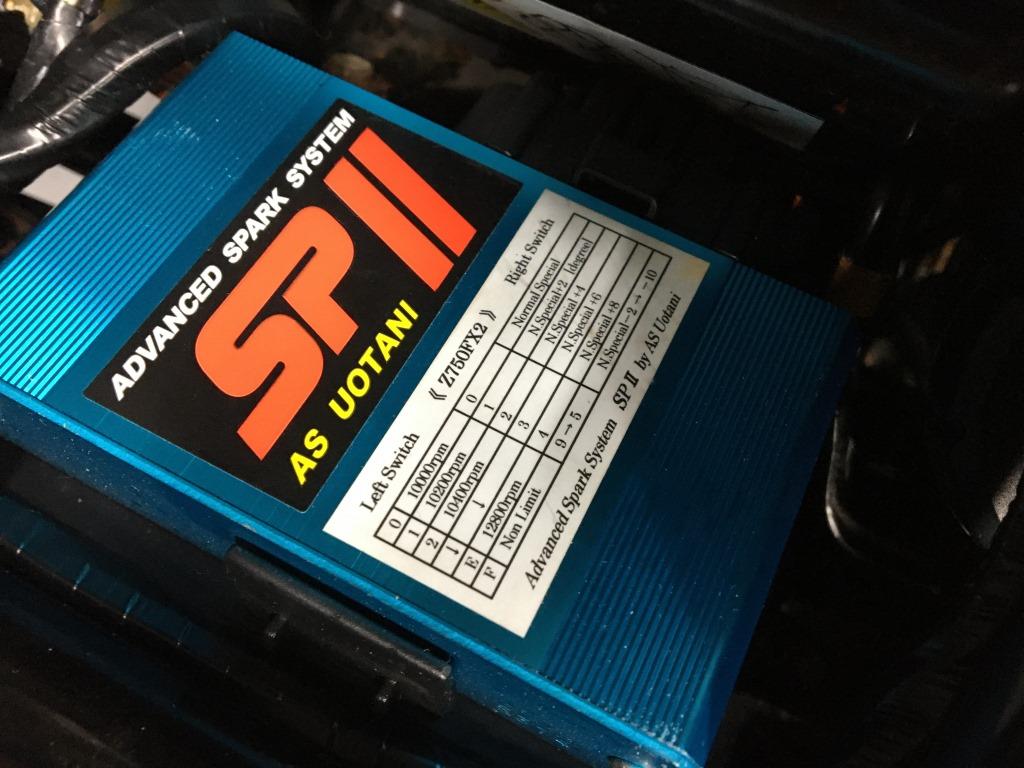 ADVANCED SPARK SYSTEM
SP II
AS UOTANI
《 Z750FX2 》
Left Switch
0 10000rpm
1 10200rpm
2 10400rpm
↓ ↓
E 12800rpm
F Non Limit
Right Switch
0 Normal Special
1 N.Special+2 [degree]
2 N.Special+4
3 N.Special+6
4 N.Special+8
9→5 N.Special−2→−10
Advanced Spark System SP II by AS Uotani